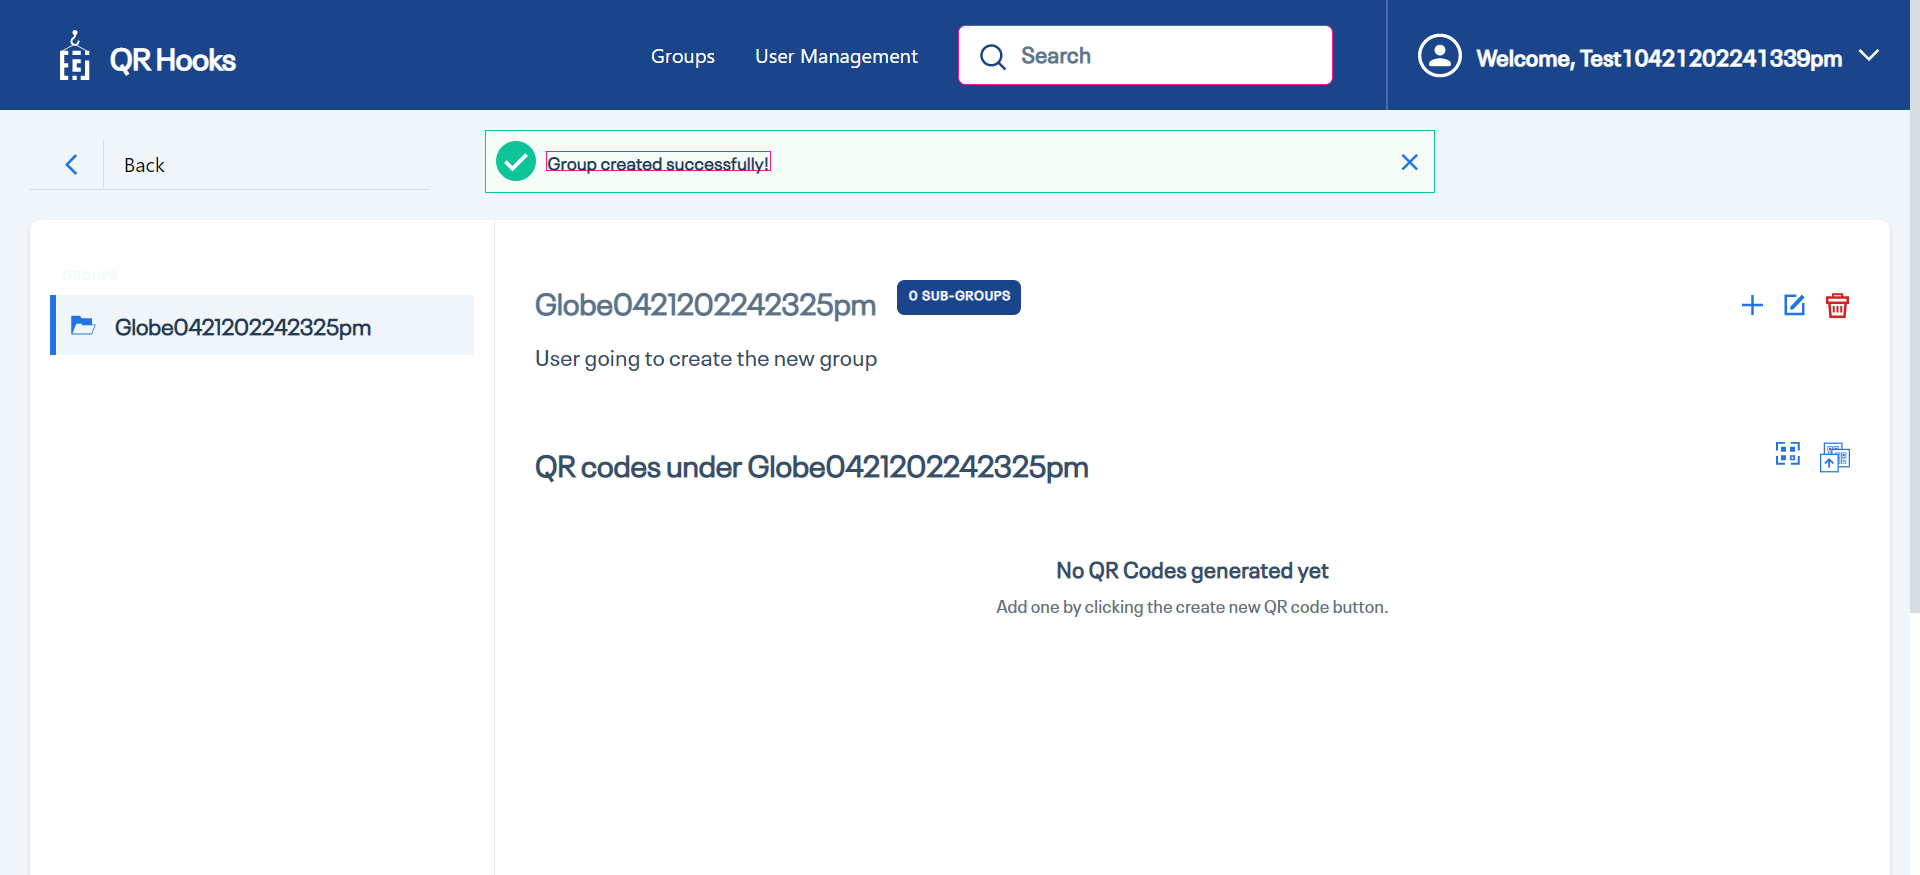 QR Hooks
Groups
User Management
Search
Welcome, Test10421202241339pm
Back
Group created successfully!
GROUPS
Globe0421202242325pm
Globe0421202242325pm
0 SUB-GROUPS
User going to create the new group
QR codes under Globe0421202242325pm
No QR Codes generated yet
Add one by clicking the create new QR code button.